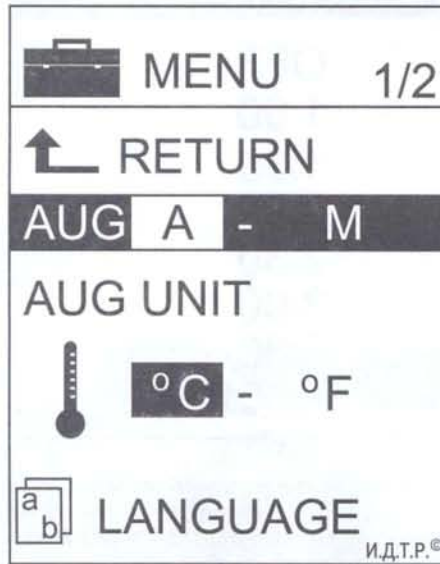 MENU 1/2
RETURN
AUG A - M
AUG UNIT
°C - °F
a
b
LANGUAGE
И.Д.Т.Р.©